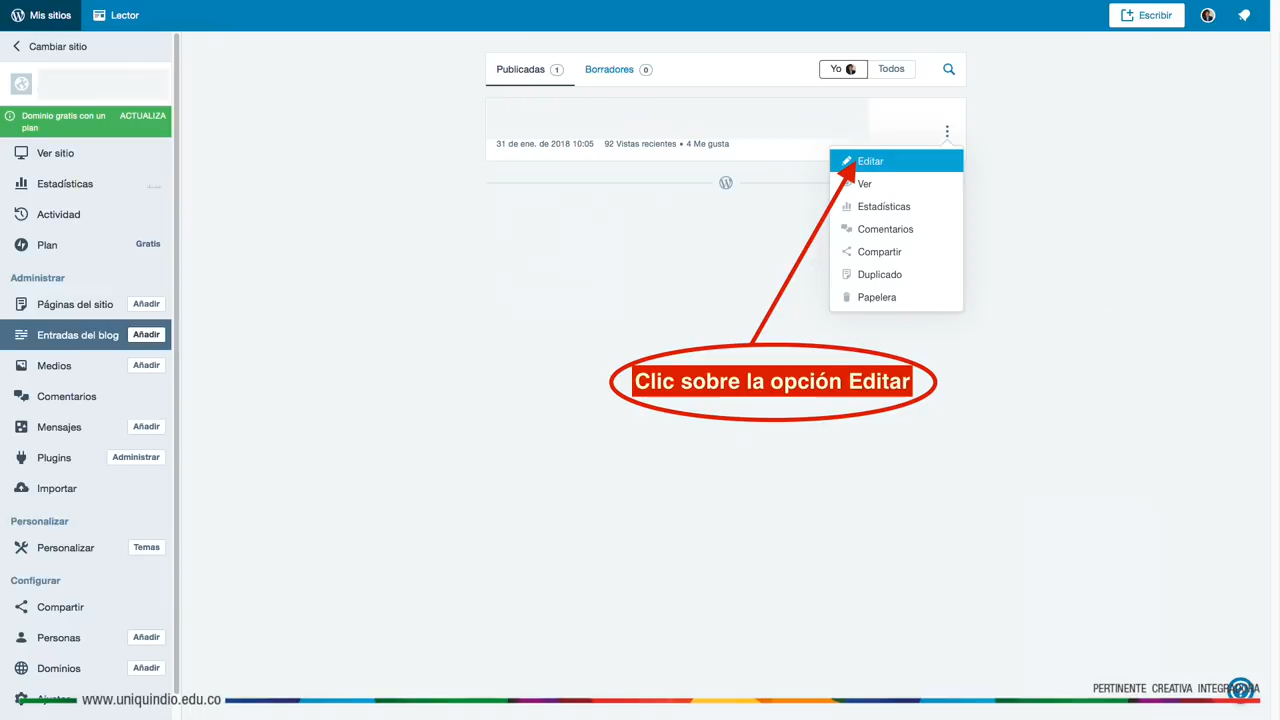 Mis sitios
Lector
Escribir
Cambiar sitio
Dominio gratis con un plan
ACTUALIZA
Ver sitio
Estadísticas
Actividad
Plan
Gratis
Administrar
Páginas del sitio
Añadir
Entradas del blog
Añadir
Medios
Añadir
Comentarios
Mensajes
Añadir
Plugins
Administrar
Importar
Personalizar
Personalizar
Temas
Configurar
Compartir
Personas
Añadir
Dominios
Añadir
Ajustes
Publicadas 1
Borradores 0
Yo
Todos
31 de ene. de 2018 10:05 92 Vistas recientes • 4 Me gusta
Editar
Ver
Estadísticas
Comentarios
Compartir
Duplicado
Papelera
Clic sobre la opción Editar
www.uniquindio.edu.co
PERTINENTE CREATIVA INTEGRADORA